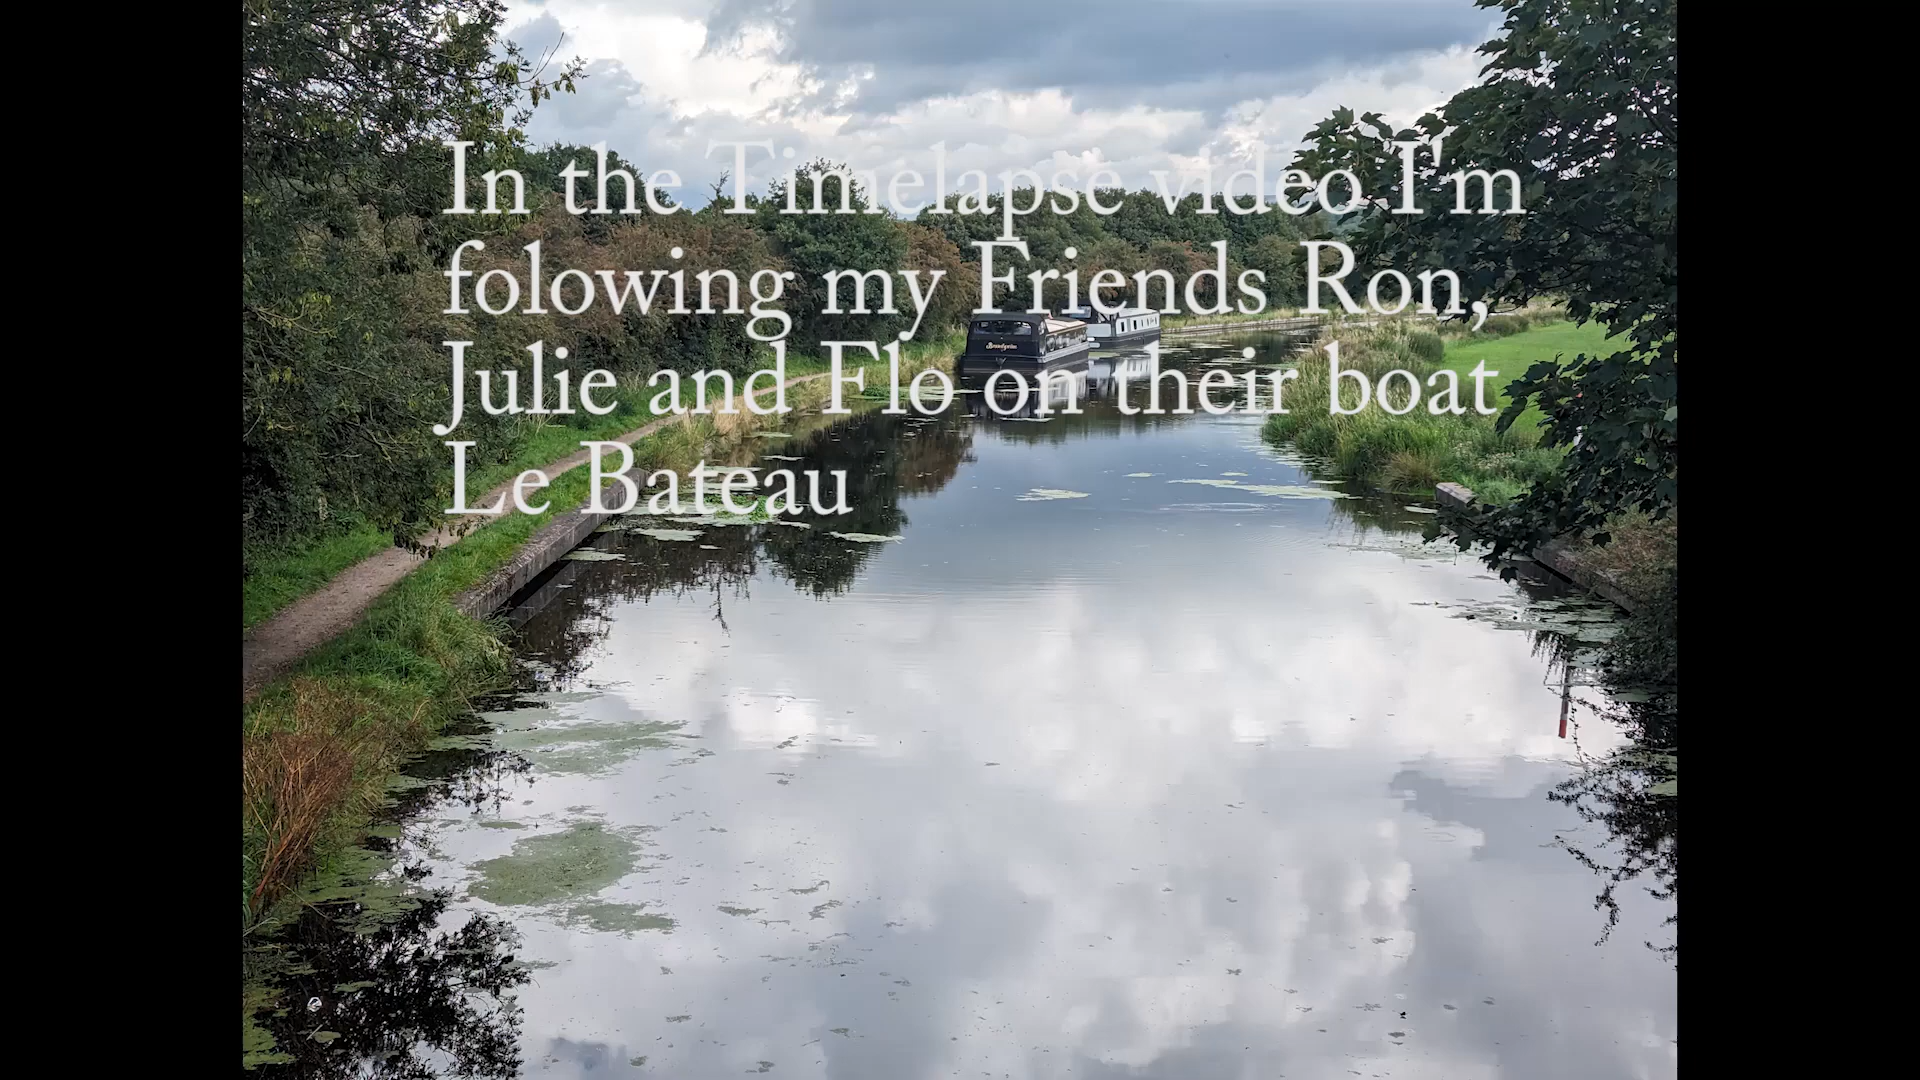 In the Timelapse video I'm
folowing my Friends Ron,
Julie and Flo on their boat
Le Bateau